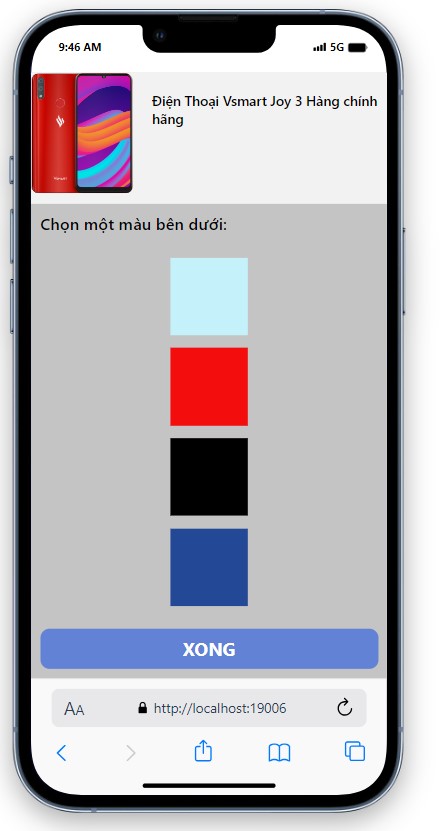 9:46 AM
5G
Điện Thoại Vsmart Joy 3 Hàng chính
hãng
Chọn một màu bên dưới:
XONG
AA
http://localhost:19006